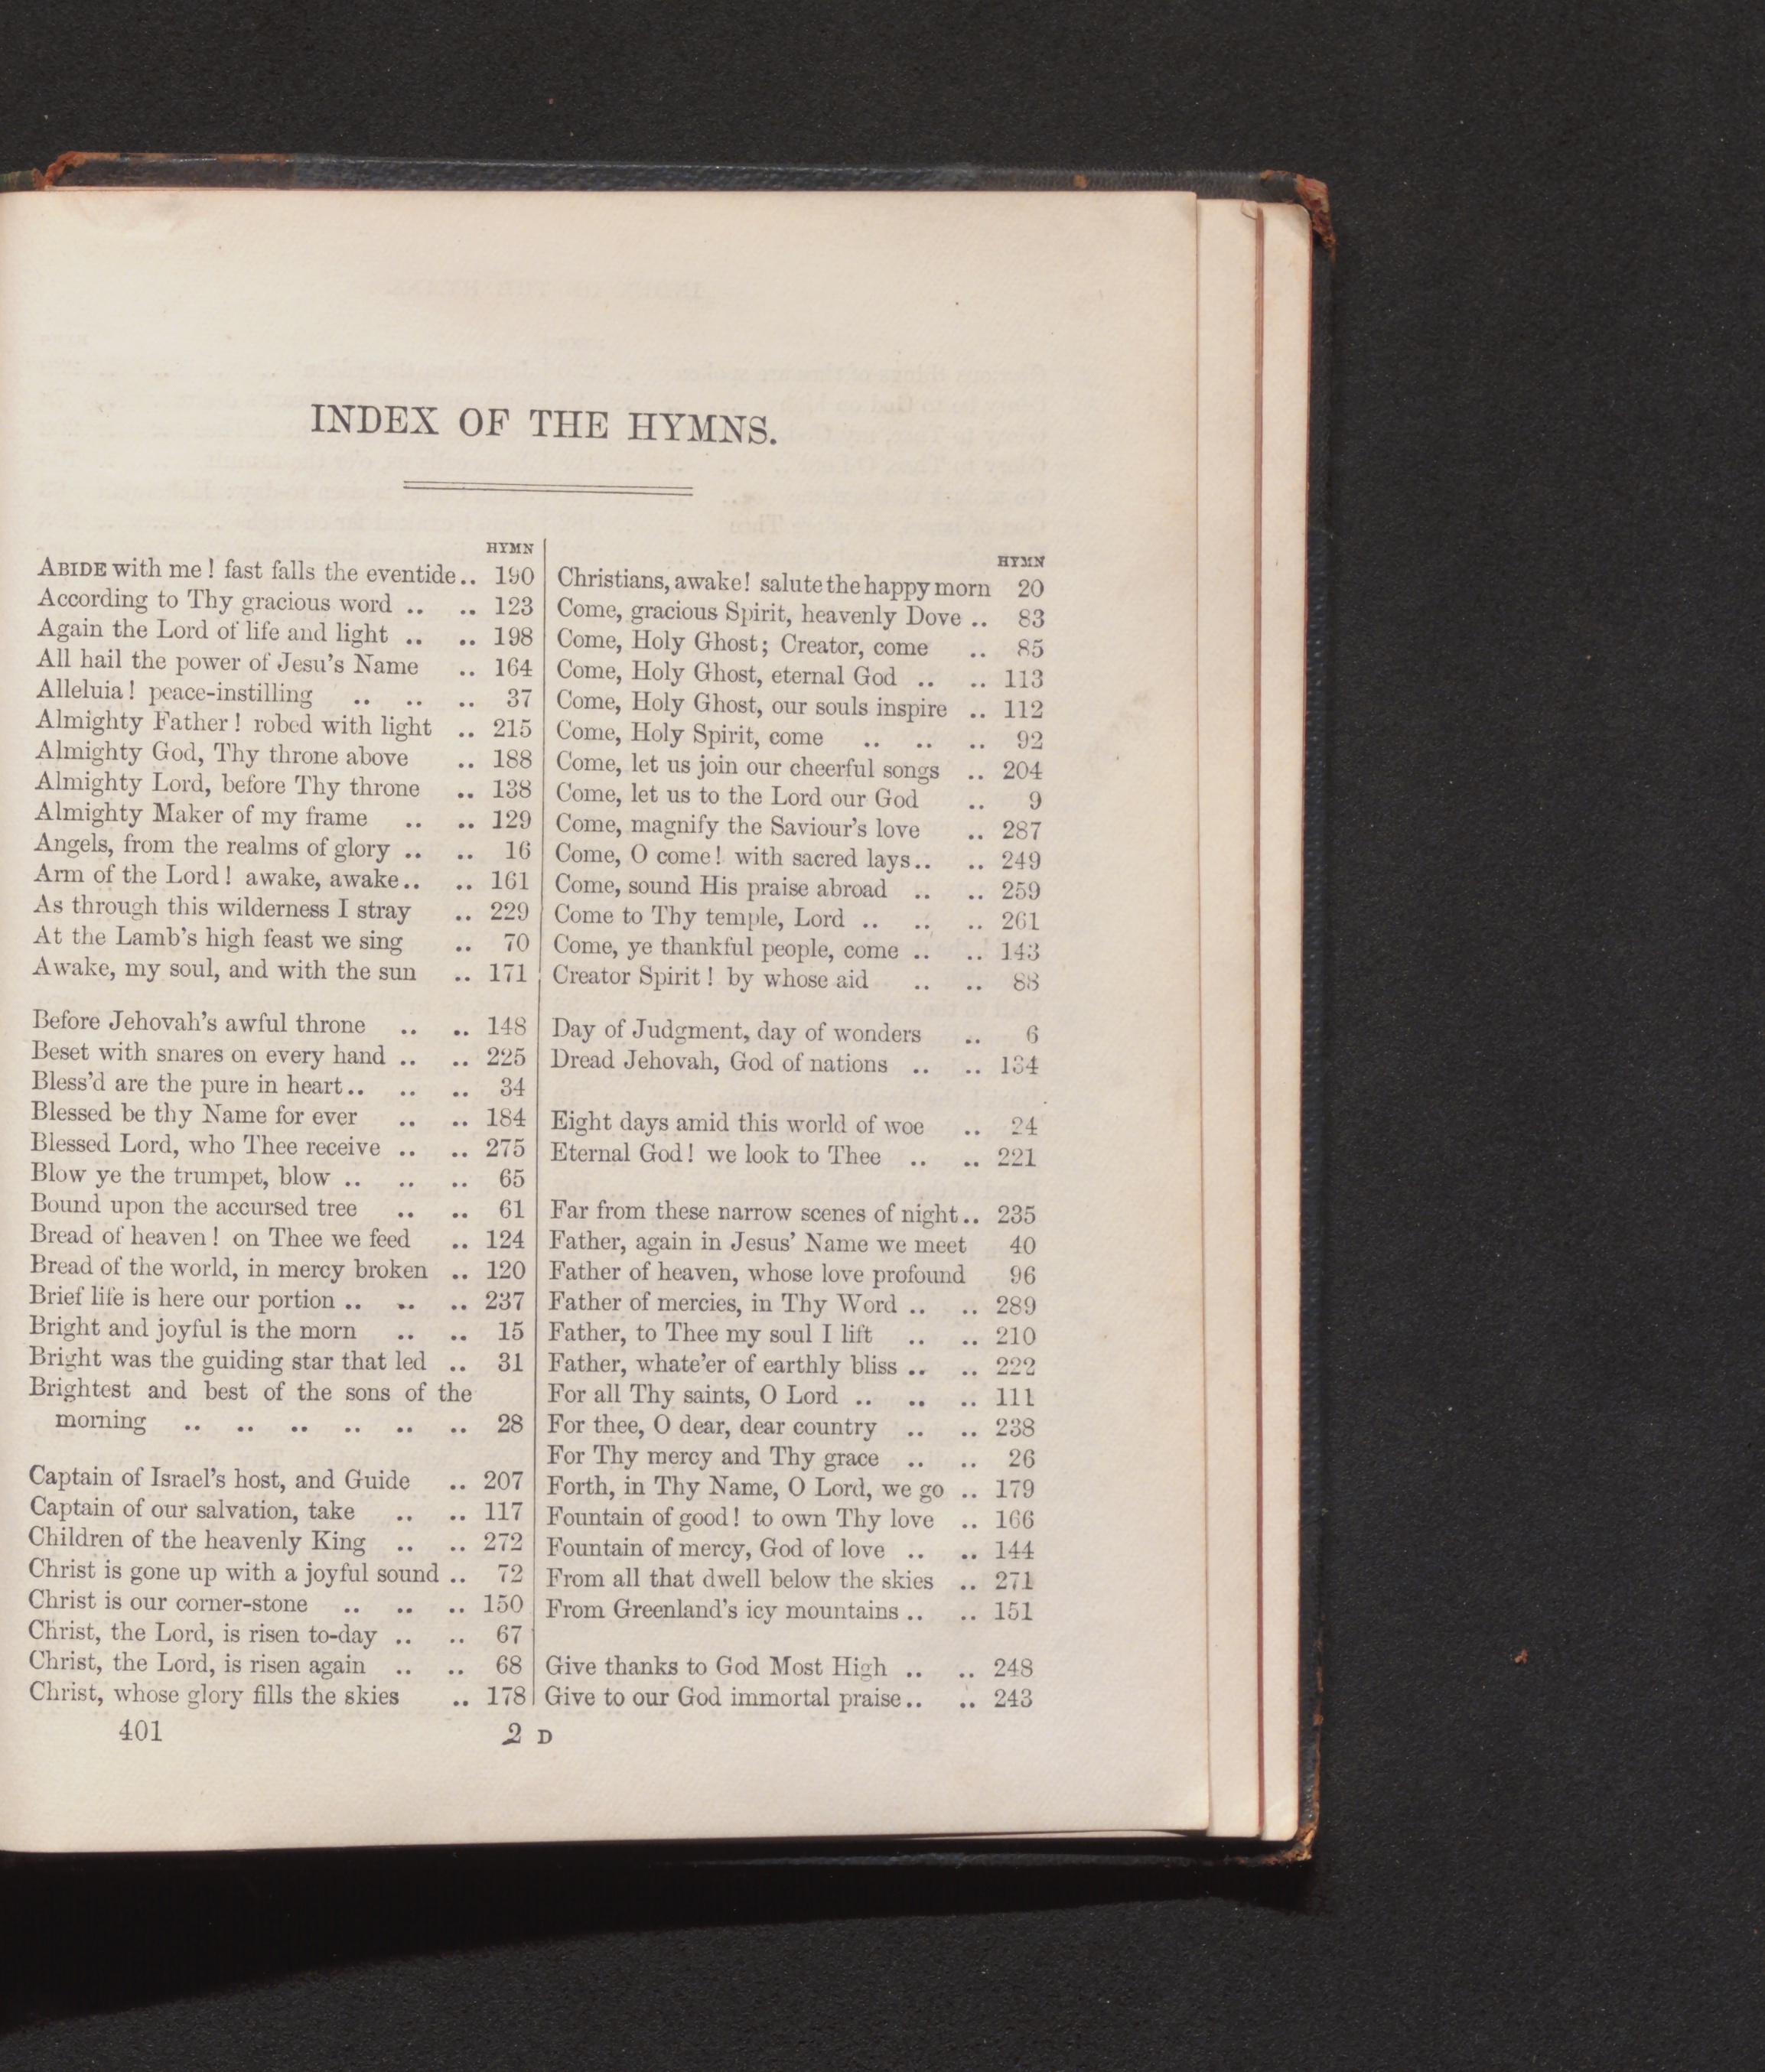 INDEX OF THE HYMNS.
HYMN
ABIDE with me! fast falls the eventide.. 190
According to Thy gracious word .. .. 123
Again the Lord of life and light .. .. 198
All hail the power of Jesu's Name .. 164
Alleluia! peace-instilling .. .. .. 37
Almighty Father! robed with light .. 215
Almighty God, Thy throne above .. 188
Almighty Lord, before Thy throne .. 138
Almighty Maker of my frame .. .. 129
Angels, from the realms of glory .. .. 16
Arm of the Lord! awake, awake.. .. 161
As through this wilderness I stray .. 229
At the Lamb's high feast we sing .. 70
Awake, my soul, and with the sun .. 171
Before Jehovah's awful throne .. .. 148
Beset with snares on every hand .. .. 225
Bless'd are the pure in heart.. .. .. 34
Blessed be thy Name for ever .. .. 184
Blessed Lord, who Thee receive .. .. 275
Blow ye the trumpet, blow .. .. .. 65
Bound upon the accursed tree .. .. 61
Bread of heaven! on Thee we feed .. 124
Bread of the world, in mercy broken .. 120
Brief life is here our portion .. .. .. 237
Bright and joyful is the morn .. .. 15
Bright was the guiding star that led .. 31
Brightest and best of the sons of the
morning .. .. .. .. .. .. 28
Captain of Israel's host, and Guide .. 207
Captain of our salvation, take .. .. 117
Children of the heavenly King .. .. 272
Christ is gone up with a joyful sound .. 72
Christ is our corner-stone .. .. .. 150
Christ, the Lord, is risen to-day .. .. 67
Christ, the Lord, is risen again .. .. 68
Christ, whose glory fills the skies .. 178
HYMN
Christians, awake! salute the happy morn 20
Come, gracious Spirit, heavenly Dove .. 83
Come, Holy Ghost; Creator, come .. 85
Come, Holy Ghost, eternal God .. .. 113
Come, Holy Ghost, our souls inspire .. 112
Come, Holy Spirit, come .. .. .. 92
Come, let us join our cheerful songs .. 204
Come, let us to the Lord our God .. 9
Come, magnify the Saviour's love .. 287
Come, O come! with sacred lays.. .. 249
Come, sound His praise abroad .. .. 259
Come to Thy temple, Lord .. .. .. 261
Come, ye thankful people, come .. .. 143
Creator Spirit! by whose aid .. .. 88
Day of Judgment, day of wonders .. 6
Dread Jehovah, God of nations .. .. 134
Eight days amid this world of woe .. 24
Eternal God! we look to Thee .. .. 221
Far from these narrow scenes of night.. 235
Father, again in Jesus' Name we meet 40
Father of heaven, whose love profound 96
Father of mercies, in Thy Word .. .. 289
Father, to Thee my soul I lift .. .. 210
Father, whate'er of earthly bliss .. .. 222
For all Thy saints, O Lord .. .. .. 111
For thee, O dear, dear country .. .. 238
For Thy mercy and Thy grace .. .. 26
Forth, in Thy Name, O Lord, we go .. 179
Fountain of good! to own Thy love .. 166
Fountain of mercy, God of love .. .. 144
From all that dwell below the skies .. 271
From Greenland's icy mountains .. .. 151
Give thanks to God Most High .. .. 248
Give to our God immortal praise.. .. 243
401 2 D